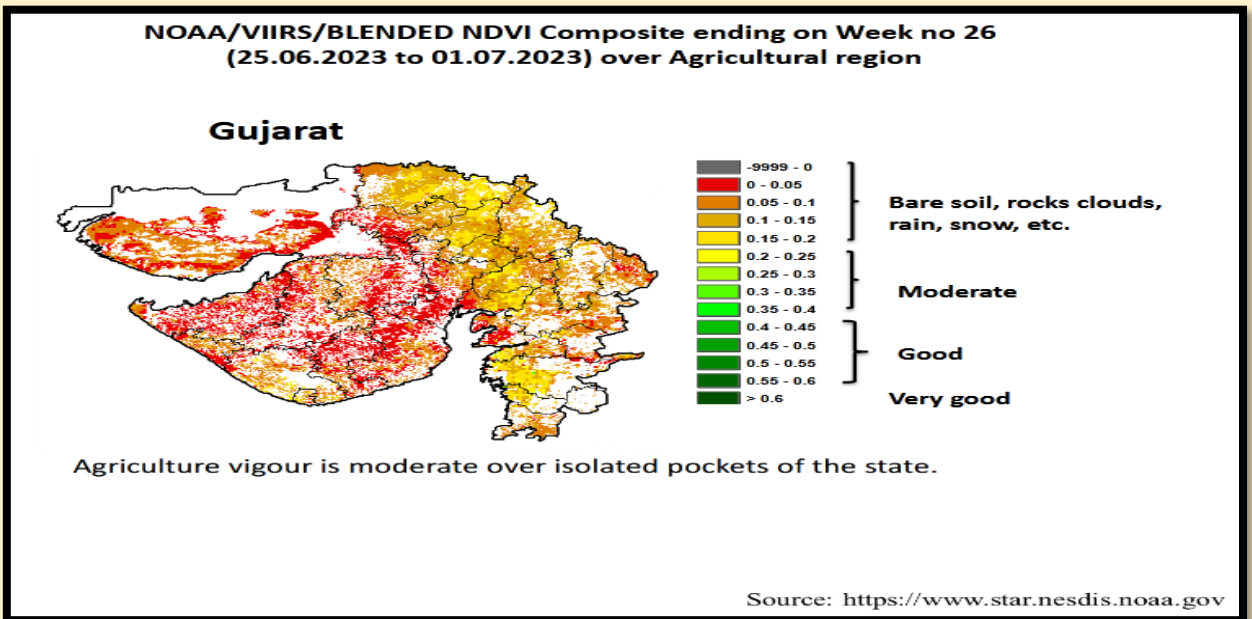 NOAA/VIIRS/BLENDED NDVI Composite ending on Week no 26
(25.06.2023 to 01.07.2023) over Agricultural region
Gujarat
-9999 - 0
0 - 0.05
0.05 - 0.1
0.1 - 0.15
0.15 - 0.2
0.2 - 0.25
0.25 - 0.3
0.3 - 0.35
0.35 - 0.4
0.4 - 0.45
0.45 - 0.5
0.5 - 0.55
0.55 - 0.6
> 0.6
Bare soil, rocks clouds,
rain, snow, etc.
Moderate
Good
Very good
Agriculture vigour is moderate over isolated pockets of the state.
Source: https://www.star.nesdis.noaa.gov